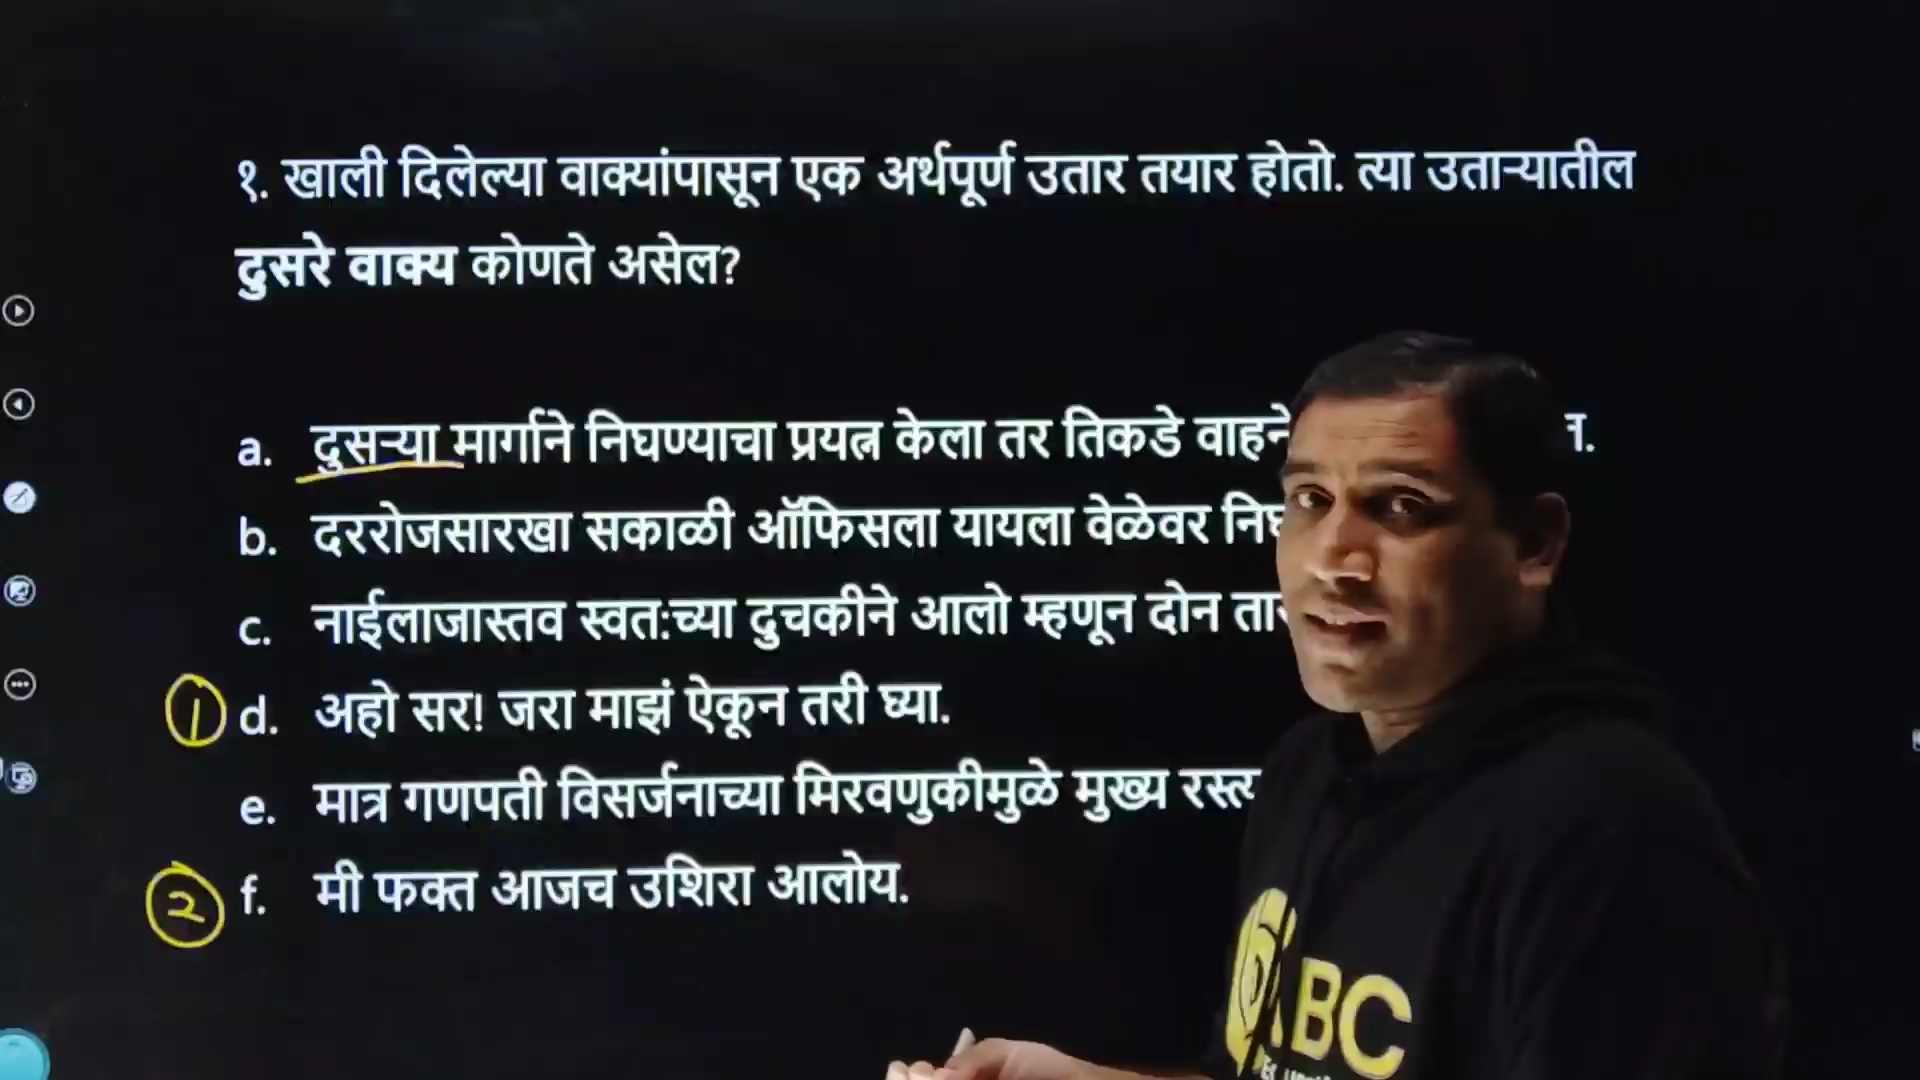 १. खाली दिलेल्या वाक्यांपासून एक अर्थपूर्ण उतार तयार होतो. त्या उताऱ्यातील
दुसरे वाक्य कोणते असेल?
a. दुसऱ्या मार्गाने निघण्याचा प्रयत्न केला तर तिकडे वाहने
b. दररोजसारखा सकाळी ऑफिसला यायला वेळेवर
c. नाईलाजास्तव स्वत:च्या दुचकीने आलो म्हणून दोन
1 d. अहो सर! जरा माझं ऐकून तरी घ्या.
e. मात्र गणपती विसर्जनाच्या मिरवणुकीमुळे मुख्य
२ f. मी फक्त आजच उशिरा आलोय.
BC